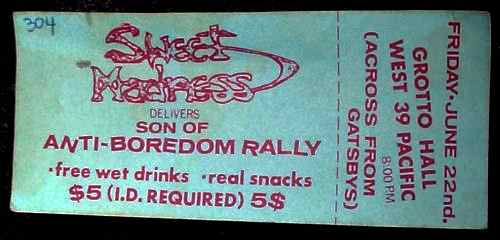 304
Sweet
Madness
DELIVERS
SON OF
ANTI-BOREDOM RALLY
·free wet drinks ·real snacks
$5 (I.D. REQUIRED) 5$
FRIDAY·JUNE 22nd.
GROTTO HALL
WEST 39 PACIFIC
8:00 PM
(ACROSS FROM
GATSBYS)